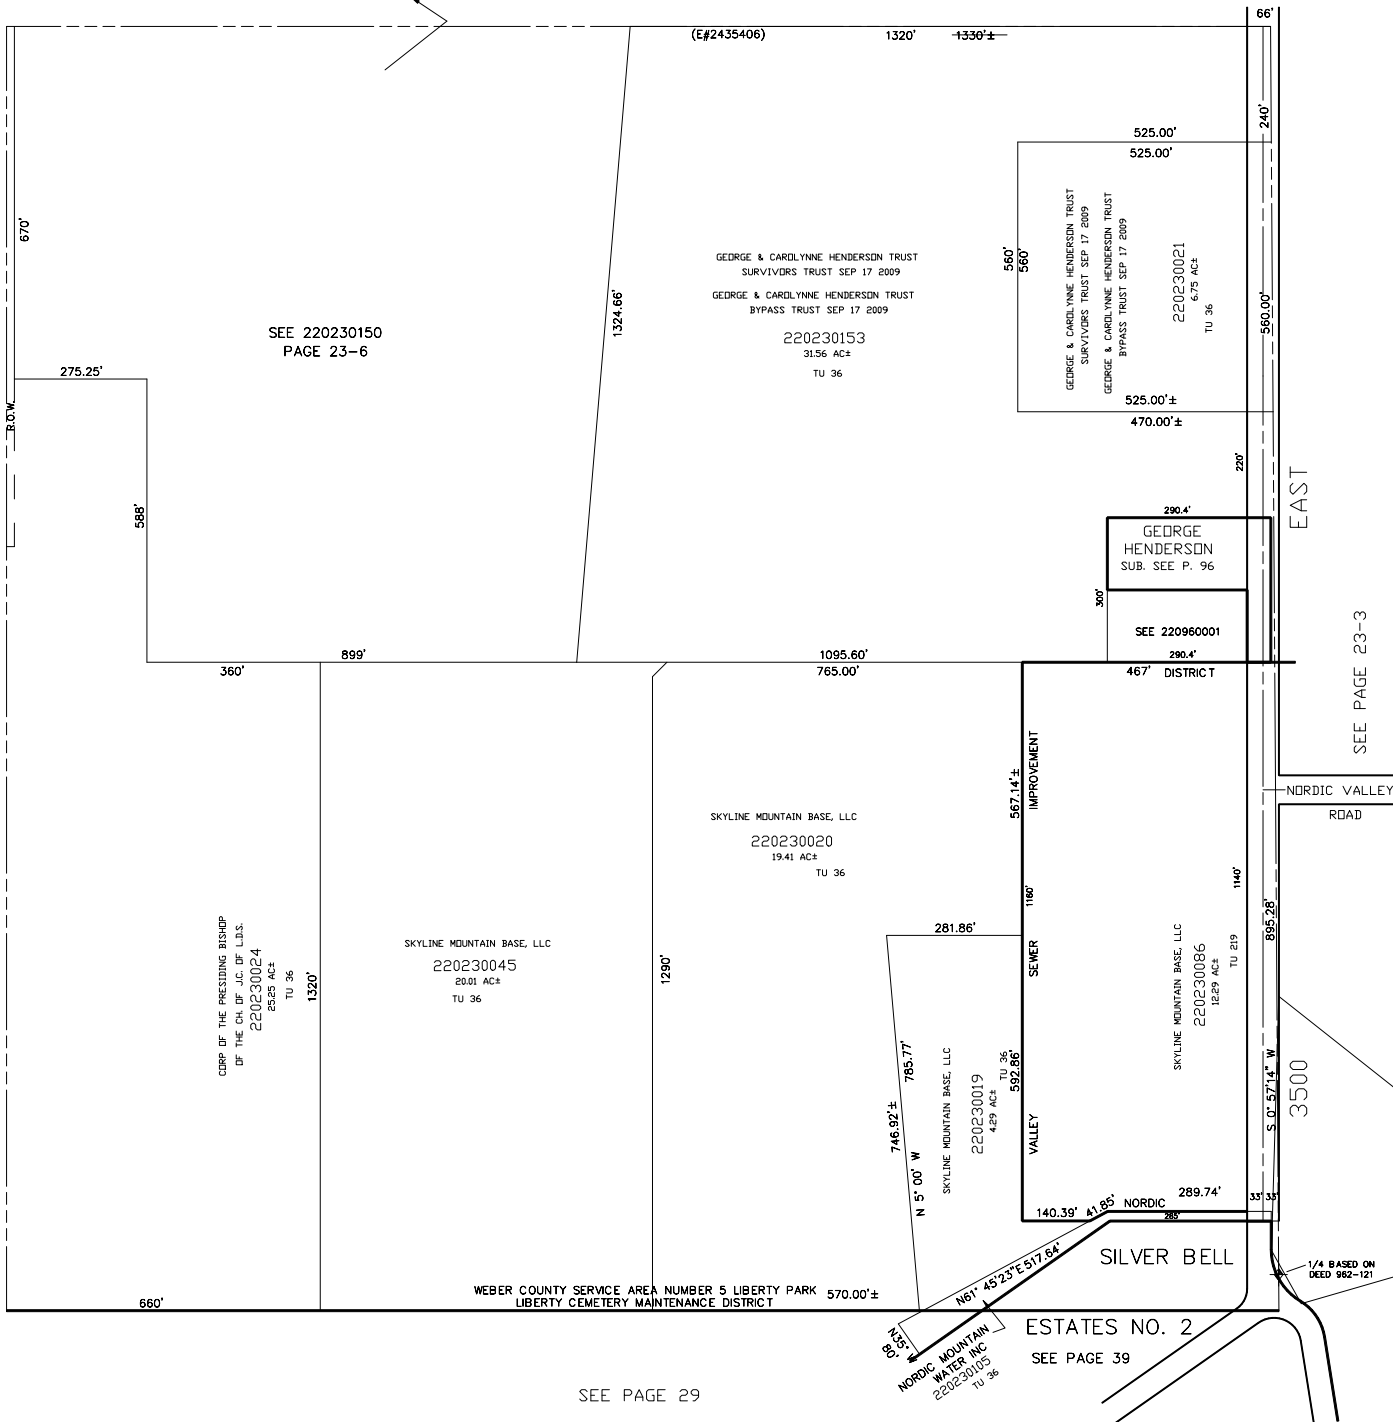 66'
(E#2435406)
1320'
1330'±
240'
525.00'
525.00'
670'
560'
560'
GEORGE & CAROLYNNE HENDERSON TRUST
SURVIVORS TRUST SEP 17 2009
GEORGE & CAROLYNNE HENDERSON TRUST
BYPASS TRUST SEP 17 2009
220230021
6.75 AC±
TU 36
560.00'
GEORGE & CAROLYNNE HENDERSON TRUST
SURVIVORS TRUST SEP 17 2009
GEORGE & CAROLYNNE HENDERSON TRUST
BYPASS TRUST SEP 17 2009
220230153
31.56 AC±
TU 36
1324.66'
SEE 220230150
PAGE 23-6
275.25'
R.O.W.
525.00'±
470.00'±
220'
EAST
588'
290.4'
GEORGE
HENDERSON
SUB. SEE P. 96
300'
SEE 220960001
290.4'
899'
360'
1095.60'
765.00'
467'
DISTRICT
SEE PAGE 23-3
567.14'±
IMPROVEMENT
NORDIC VALLEY
ROAD
SKYLINE MOUNTAIN BASE, LLC
220230020
19.41 AC±
TU 36
1160'
1140'
895.28'
281.86'
SEWER
SKYLINE MOUNTAIN BASE, LLC
220230086
12.29 AC±
TU 219
CORP OF THE PRESIDING BISHOP
OF THE CH. OF J.C. OF L.D.S.
220230024
25.25 AC±
TU 36
1320'
SKYLINE MOUNTAIN BASE, LLC
220230045
20.01 AC±
TU 36
1290'
785.77'
746.92'±
N 5° 00' W
SKYLINE MOUNTAIN BASE, LLC
220230019
4.29 AC±
TU 36
592.86'
VALLEY
S 0° 57'14" W
3500
289.74'
NORDIC
33' 33'
140.39'
41.85'
265'
SILVER BELL
1/4 BASED ON
DEED 962-121
N61° 45'23"E 517.64'
WEBER COUNTY SERVICE AREA NUMBER 5 LIBERTY PARK
LIBERTY CEMETERY MAINTENANCE DISTRICT
570.00'±
660'
N35° W
80'
NORDIC MOUNTAIN
WATER INC
220230105
TU 36
ESTATES NO. 2
SEE PAGE 39
SEE PAGE 29